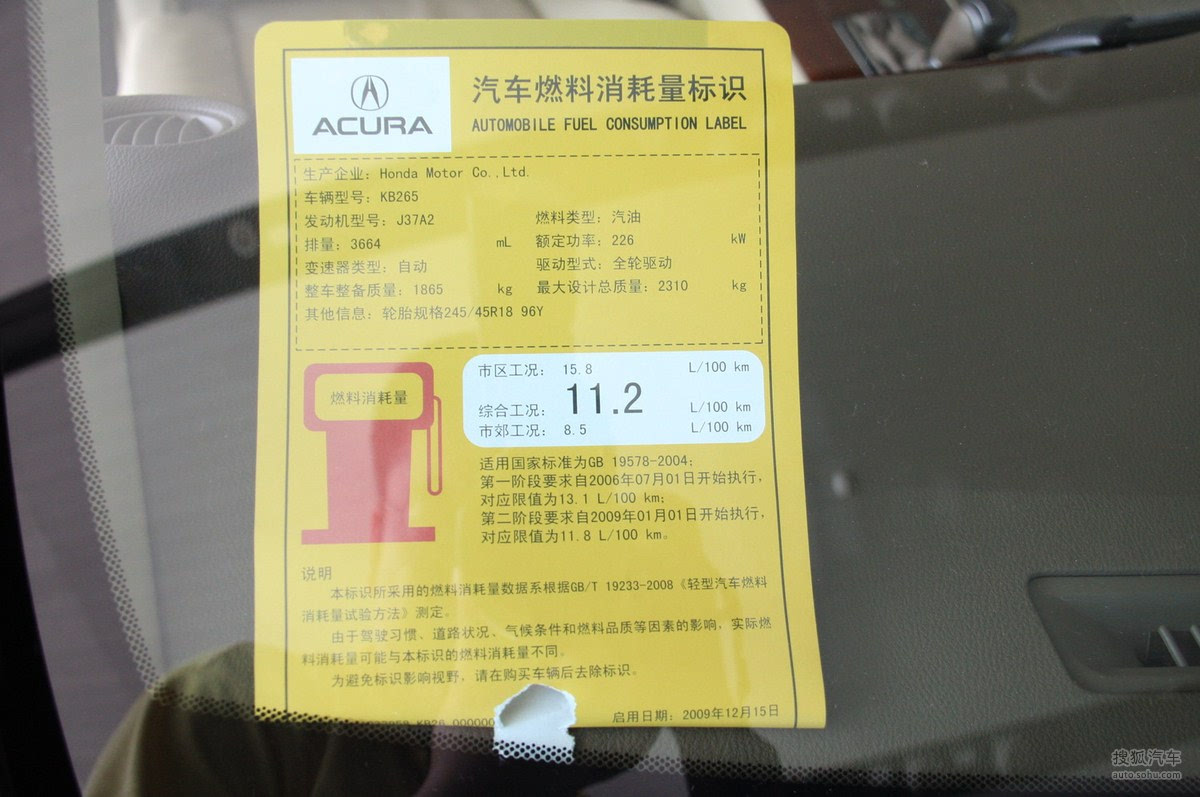 ACURA
汽车燃料消耗量标识
AUTOMOBILE FUEL CONSUMPTION LABEL
生产企业：Honda Motor Co.,Ltd.
车辆型号：KB265
发动机型号：J37A2 燃料类型：汽油
排量：3664 mL 额定功率：226 kW
变速器类型：自动 驱动型式：全轮驱动
整车整备质量：1865 kg 最大设计总质量：2310 kg
其他信息：轮胎规格245/45R18 96Y
燃料消耗量
市区工况： 15.8 L/100 km
综合工况： 11.2 L/100 km
市郊工况： 8.5 L/100 km
适用国家标准为GB 19578-2004；
第一阶段要求自2006年07月01日开始执行，
对应限值为13.1 L/100 km；
第二阶段要求自2009年01月01日开始执行，
对应限值为11.8 L/100 km。
说明
本标识所采用的燃料消耗量数据系根据GB/T 19233-2008《轻型汽车燃料
消耗量试验方法》测定。
由于驾驶习惯、道路状况、气候条件和燃料品质等因素的影响，实际燃
料消耗量可能与本标识的燃料消耗量不同。
为避免标识影响视野，请在购买车辆后去除标识。
启用日期：2009年12月15日
搜狐汽车
auto.sohu.com